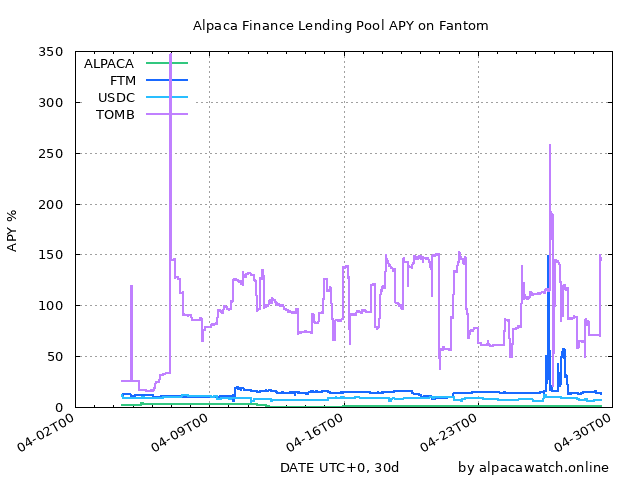 Alpaca Finance Lending Pool APY on Fantom
350
300
250
200
150
100
50
0
APY %
ALPACA
FTM
USDC
TOMB
04-02T00
04-09T00
04-16T00
04-23T00
04-30T00
DATE UTC+0, 30d
by alpacawatch.online